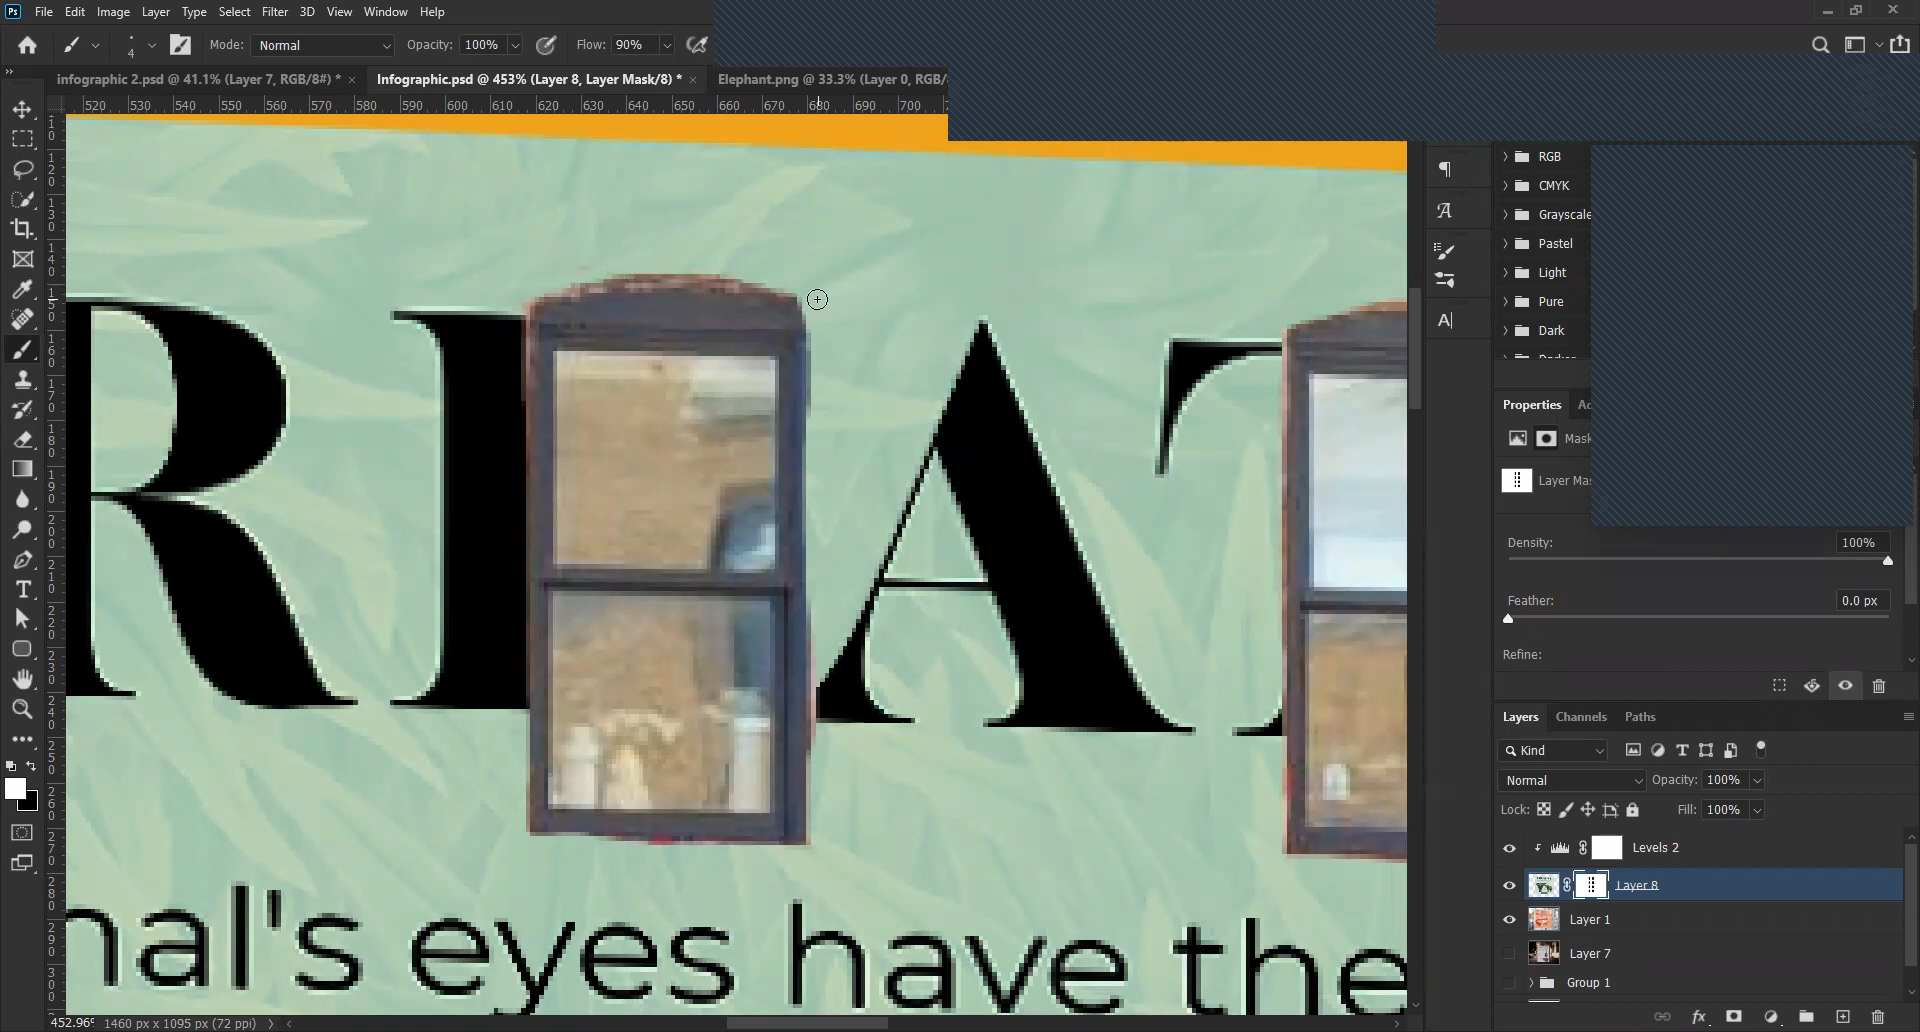 Ps File Edit Image Layer Type Select Filter 3D View Window Help
4 Mode: Normal Opacity: 100% Flow: 90%
infographic 2.psd @ 41.1% (Layer 7, RGB/8#) * × Infographic.psd @ 453% (Layer 8, Layer Mask/8) * × Elephant.png @ 33.3% (Layer 0, RGB/
520 530 540 550 560 570 580 590 600 610 620 630 640 650 660 670 680 690 700
RGB
CMYK
Grayscale
Pastel
Light
Pure
Dark
Properties
Mask
Layer Mas
Density: 100%
Feather: 0.0 px
Refine:
R I A T
nal's eyes have the
Layers Channels Paths
Kind
Normal Opacity: 100%
Lock: Fill: 100%
Levels 2
Layer 8
Layer 1
Layer 7
Group 1
452.96% 1460 px x 1095 px (72 ppi)
fx